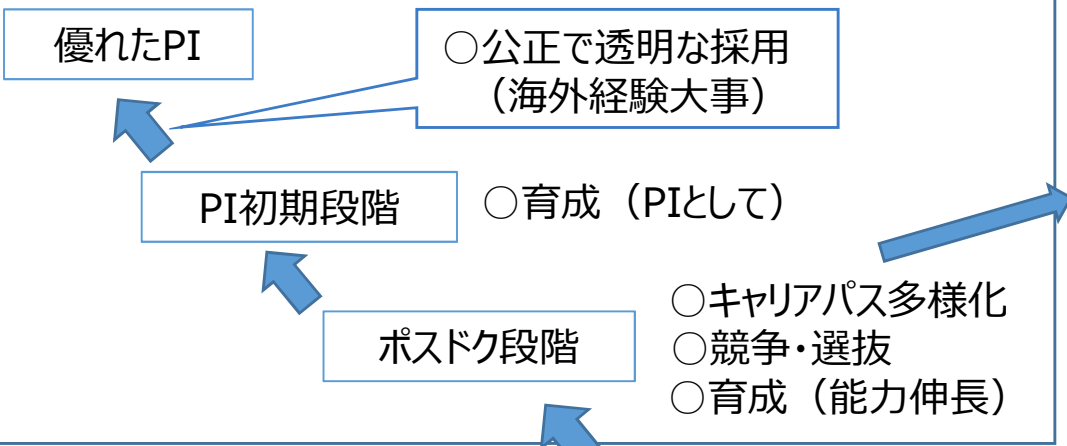 優れたPI
○公正で透明な採用
（海外経験大事）
PI初期段階
○育成（PIとして）
ポスドク段階
○キャリアパス多様化
○競争・選抜
○育成（能力伸長）